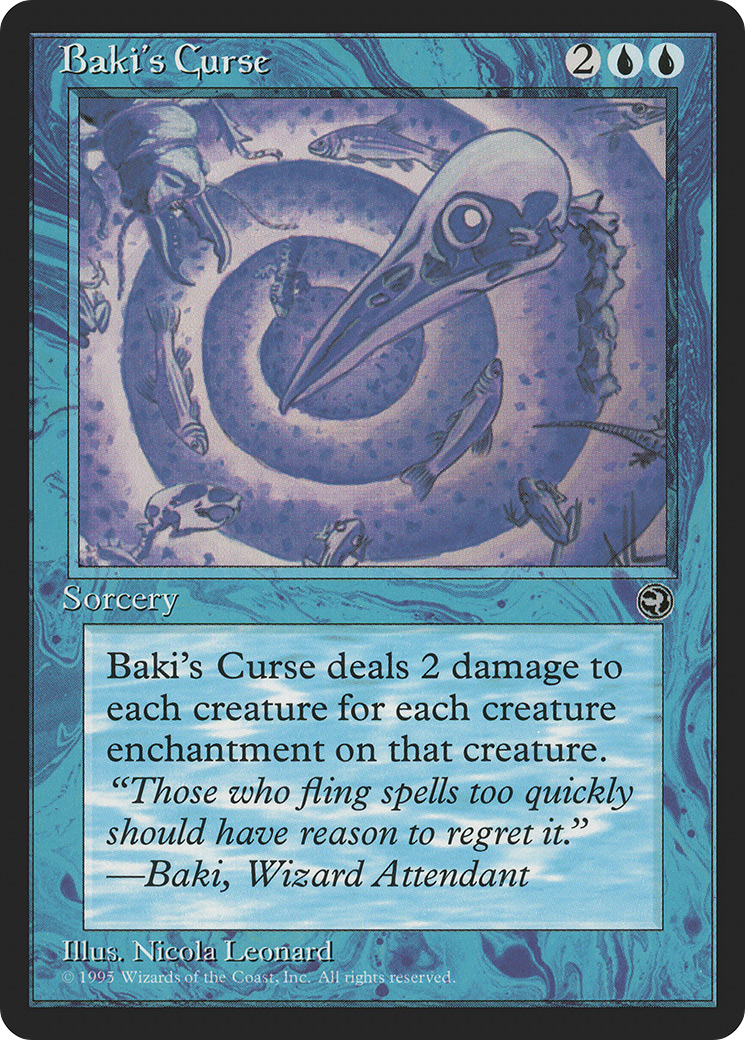 Baki's Curse 2
Sorcery
Baki's Curse deals 2 damage to
each creature for each creature
enchantment on that creature.
“Those who fling spells too quickly
should have reason to regret it.”
—Baki, Wizard Attendant
Illus. Nicola Leonard
© 1995 Wizards of the Coast, Inc. All rights reserved.
NL